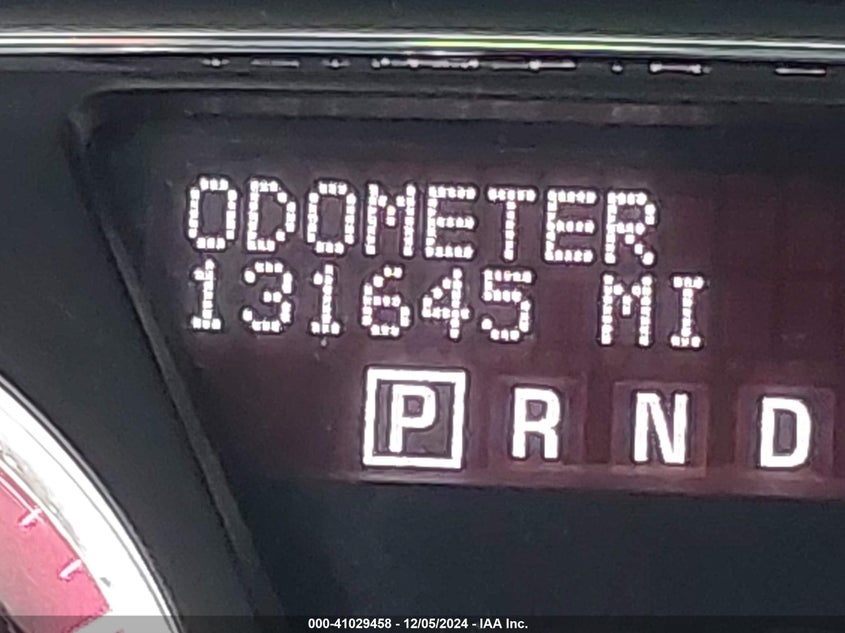 ODOMETER
131645 MI
P R N D
000-41029458 - 12/05/2024 - IAA Inc.